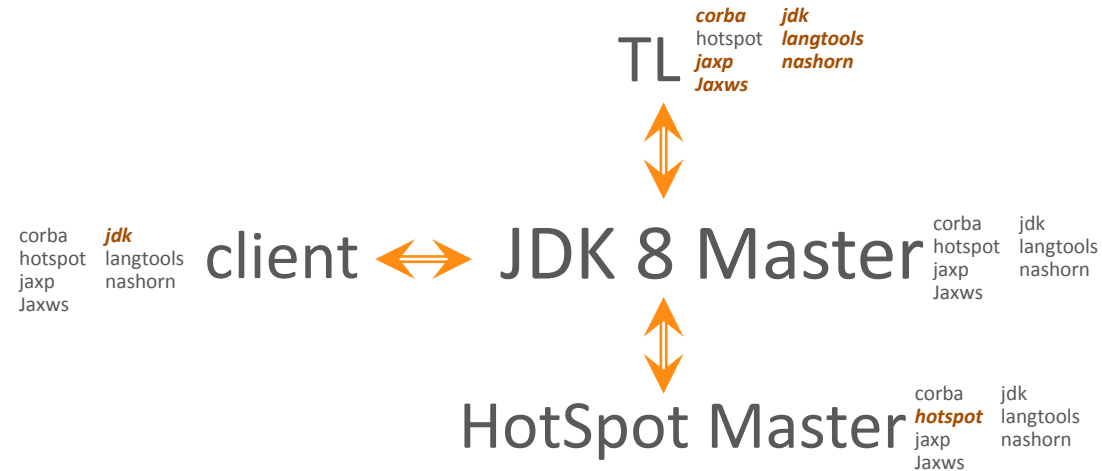 TL
corba jdk
hotspot langtools
jaxp nashorn
Jaxws
corba jdk
hotspot langtools
jaxp nashorn
Jaxws
client
JDK 8 Master
corba jdk
hotspot langtools
jaxp nashorn
Jaxws
HotSpot Master
corba jdk
hotspot langtools
jaxp nashorn
Jaxws